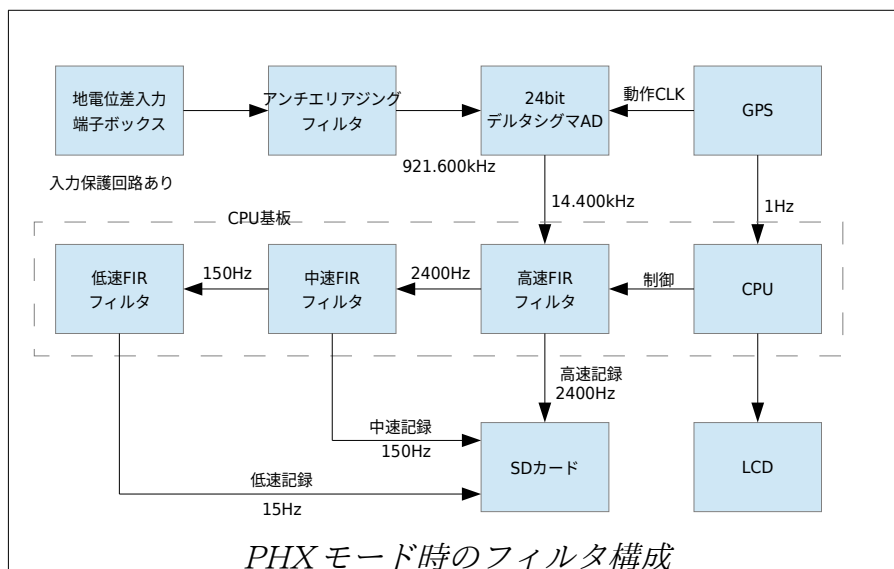 地電位差入力
端子ボックス
アンチエリアジング
フィルタ
24bit
デルタシグマAD
動作CLK
GPS
入力保護回路あり
921.600kHz
14.400kHz
1Hz
CPU基板
低速FIR
フィルタ
150Hz
中速FIR
フィルタ
2400Hz
高速FIR
フィルタ
制御
CPU
高速記録
2400Hz
中速記録
150Hz
低速記録
15Hz
SDカード
LCD
PHXモード時のフィルタ構成